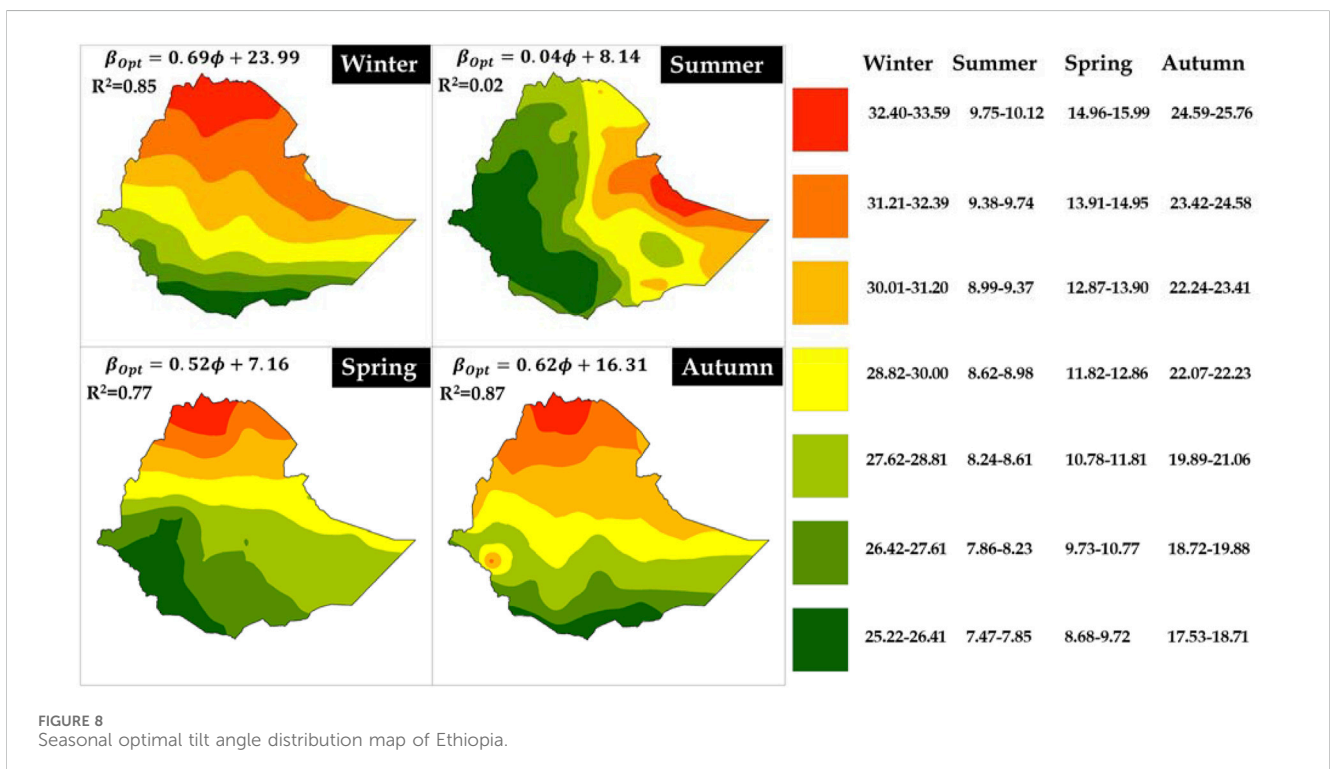 β_Opt = 0.69ϕ + 23.99
R²=0.85
Winter
β_Opt = 0.04ϕ + 8.14
R²=0.02
Summer
β_Opt = 0.52ϕ + 7.16
R²=0.77
Spring
β_Opt = 0.62ϕ + 16.31
R²=0.87
Autumn
Winter Summer Spring Autumn
32.40-33.59 9.75-10.12 14.96-15.99 24.59-25.76
31.21-32.39 9.38-9.74 13.91-14.95 23.42-24.58
30.01-31.20 8.99-9.37 12.87-13.90 22.24-23.41
28.82-30.00 8.62-8.98 11.82-12.86 22.07-22.23
27.62-28.81 8.24-8.61 10.78-11.81 19.89-21.06
26.42-27.61 7.86-8.23 9.73-10.77 18.72-19.88
25.22-26.41 7.47-7.85 8.68-9.72 17.53-18.71
FIGURE 8
Seasonal optimal tilt angle distribution map of Ethiopia.